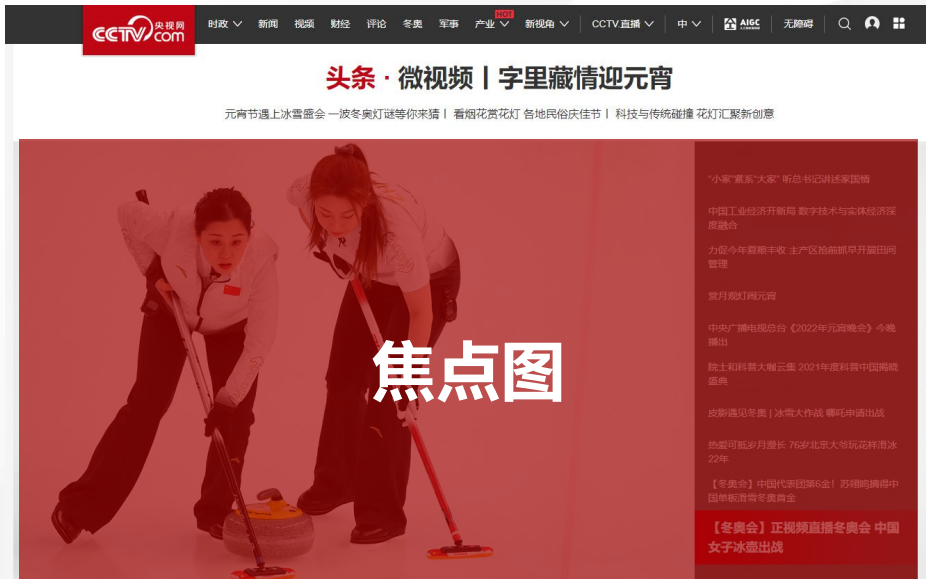 CCTV.com 央视网
时政 新闻 视频 财经 评论 冬奥 军事 产业 HOT 新视角 CCTV 直播 中 AIGC 无障碍
头条·微视频丨字里藏情迎元宵
元宵节遇上冰雪盛会 一波冬奥灯谜等你来猜丨 看烟花赏花灯 各地民俗庆佳节丨 科技与传统碰撞 花灯汇聚新创意
"小家"紧系"大家" 听总书记讲述家国情
中国工业经济开新局 数字技术与实体经济深
度融合
力促今年夏粮丰收 主产区抢前抓早开展田间
管理
赏月观灯闹元宵
中央广播电视总台《2022年元宵晚会》今晚
播出
院士和科普大咖云集 2021年度科普中国揭晓
盛典
皮影遇见冬奥 | 冰雪大作战 哪吒申请出战
热爱可抵岁月漫长 76岁北京大爷玩花样滑冰
22年
【冬奥会】中国代表团第6金！苏翊鸣摘得中
国单板滑雪冬奥首金
【冬奥会】正视频直播冬奥会 中国
女子冰壶出战
焦点图